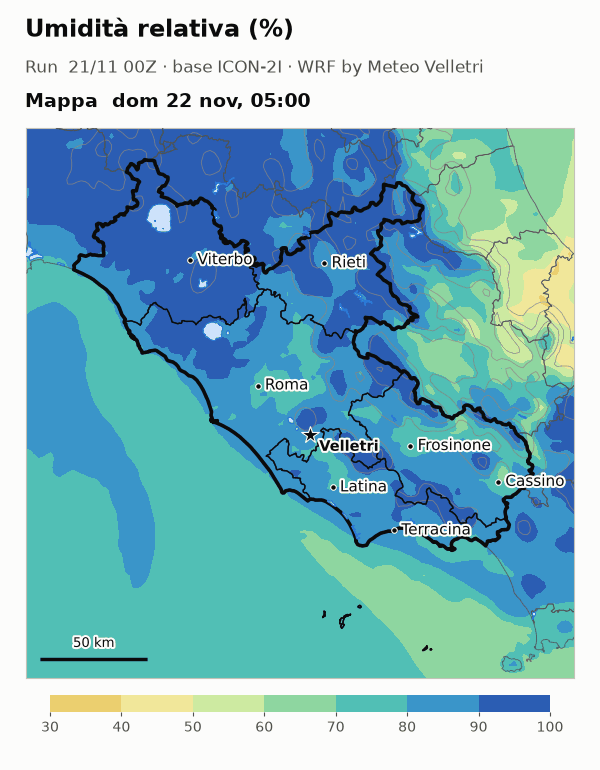 Umidità relativa (%)
Run  21/11 00Z · base ICON-2I · WRF by Meteo Velletri
Mappa  dom 22 nov, 05:00
Viterbo
Rieti
Roma
Velletri
Frosinone
Cassino
Latina
Terracina
50 km
30 40 50 60 70 80 90 100